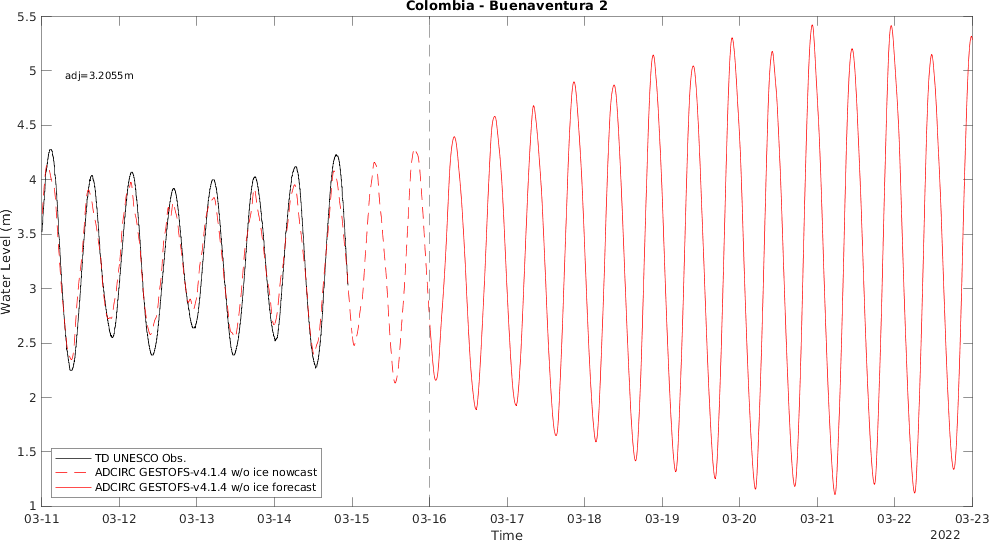 Colombia - Buenaventura 2
5.5
5
4.5
4
3.5
3
2.5
2
1.5
1
Water Level (m)
adj=3.2055m
TD UNESCO Obs.
ADCIRC GESTOFS-v4.1.4 w/o ice nowcast
ADCIRC GESTOFS-v4.1.4 w/o ice forecast
03-11 03-12 03-13 03-14 03-15 03-16 03-17 03-18 03-19 03-20 03-21 03-22 03-23
Time
2022